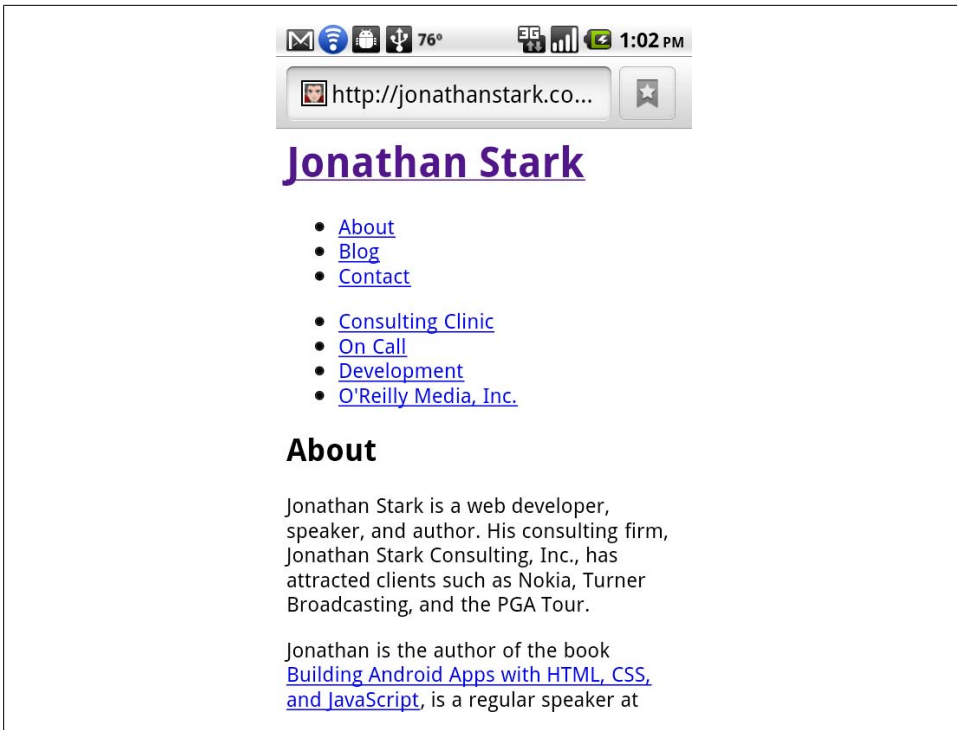 76°
3G
1:02 PM
http://jonathanstark.co...
Jonathan Stark
About
Blog
Contact
Consulting Clinic
On Call
Development
O'Reilly Media, Inc.
About
Jonathan Stark is a web developer,
speaker, and author. His consulting firm,
Jonathan Stark Consulting, Inc., has
attracted clients such as Nokia, Turner
Broadcasting, and the PGA Tour.
Jonathan is the author of the book
Building Android Apps with HTML, CSS,
and JavaScript, is a regular speaker at